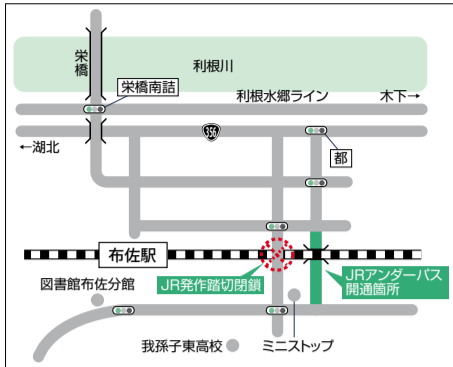 栄橋
利根川
栄橋南詰
利根水郷ライン
木下→
356
都
←湖北
布佐駅
JR発作踏切閉鎖
JRアンダーパス
開通箇所
図書館布佐分館
我孫子東高校
ミニストップ